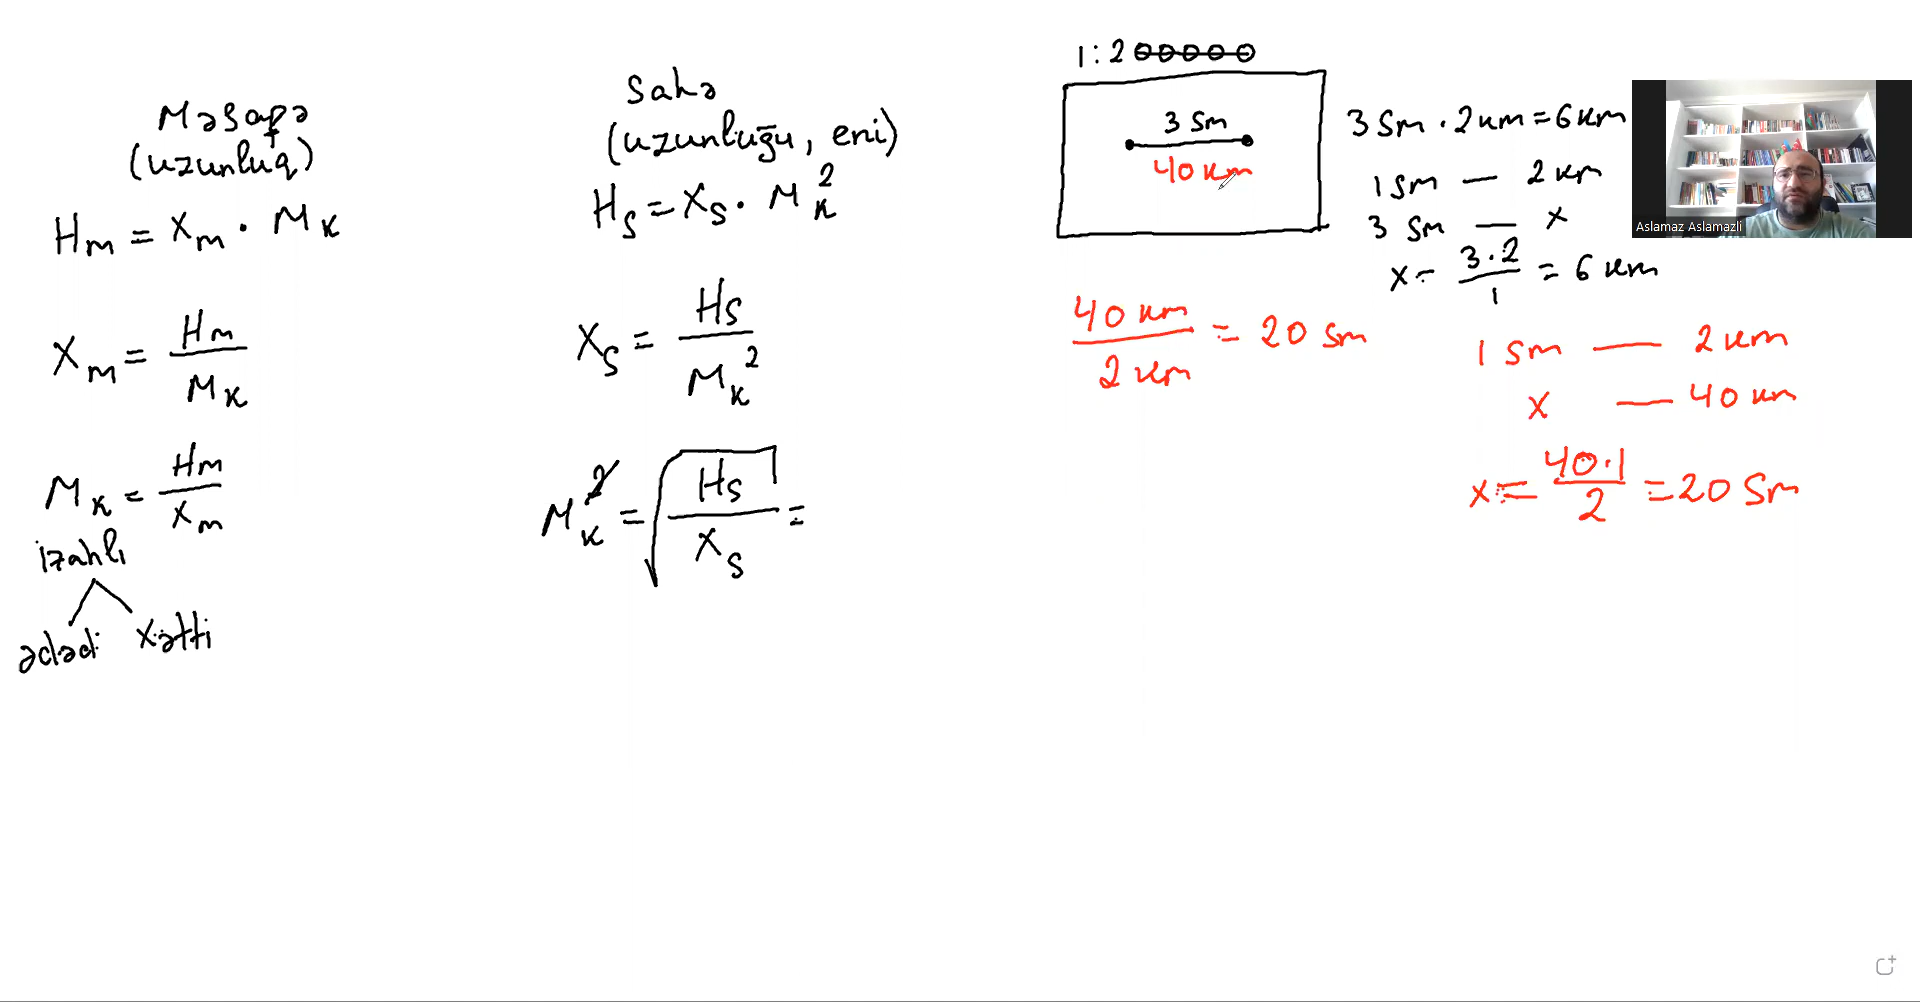 Məsafə
(uzunluq)
Hm = Xm · Mk
Xm = Hm / Mk
Mk = Hm / Xm
izahlı
ədədi xətti
Sahə
(uzunluğu, eni)
Hs = Xs · Mk²
Xs = Hs / Mk²
Mk² = √(Hs / Xs) =
1:200000
3 Sm
40 km
3 Sm · 2 km = 6 km
1 Sm — 2 km
3 Sm — x
x = 3·2 / 1 = 6 km
40 km / 2 km = 20 Sm
1 Sm — 2 km
x — 40 km
x = 40·1 / 2 = 20 Sm
Aslamaz Aslamazli